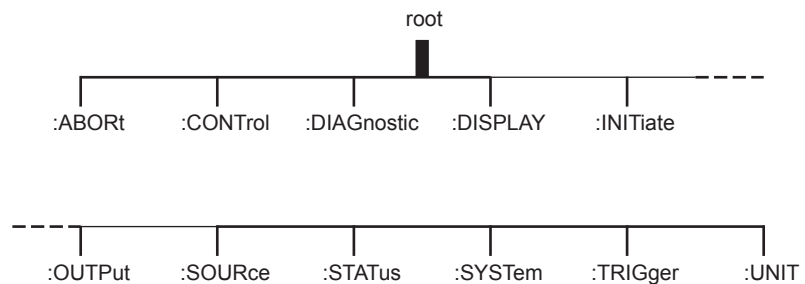 root
:ABORt :CONTrol :DIAGnostic :DISPLAY :INITiate
:OUTPut :SOURce :STATus :SYSTem :TRIGger :UNIT